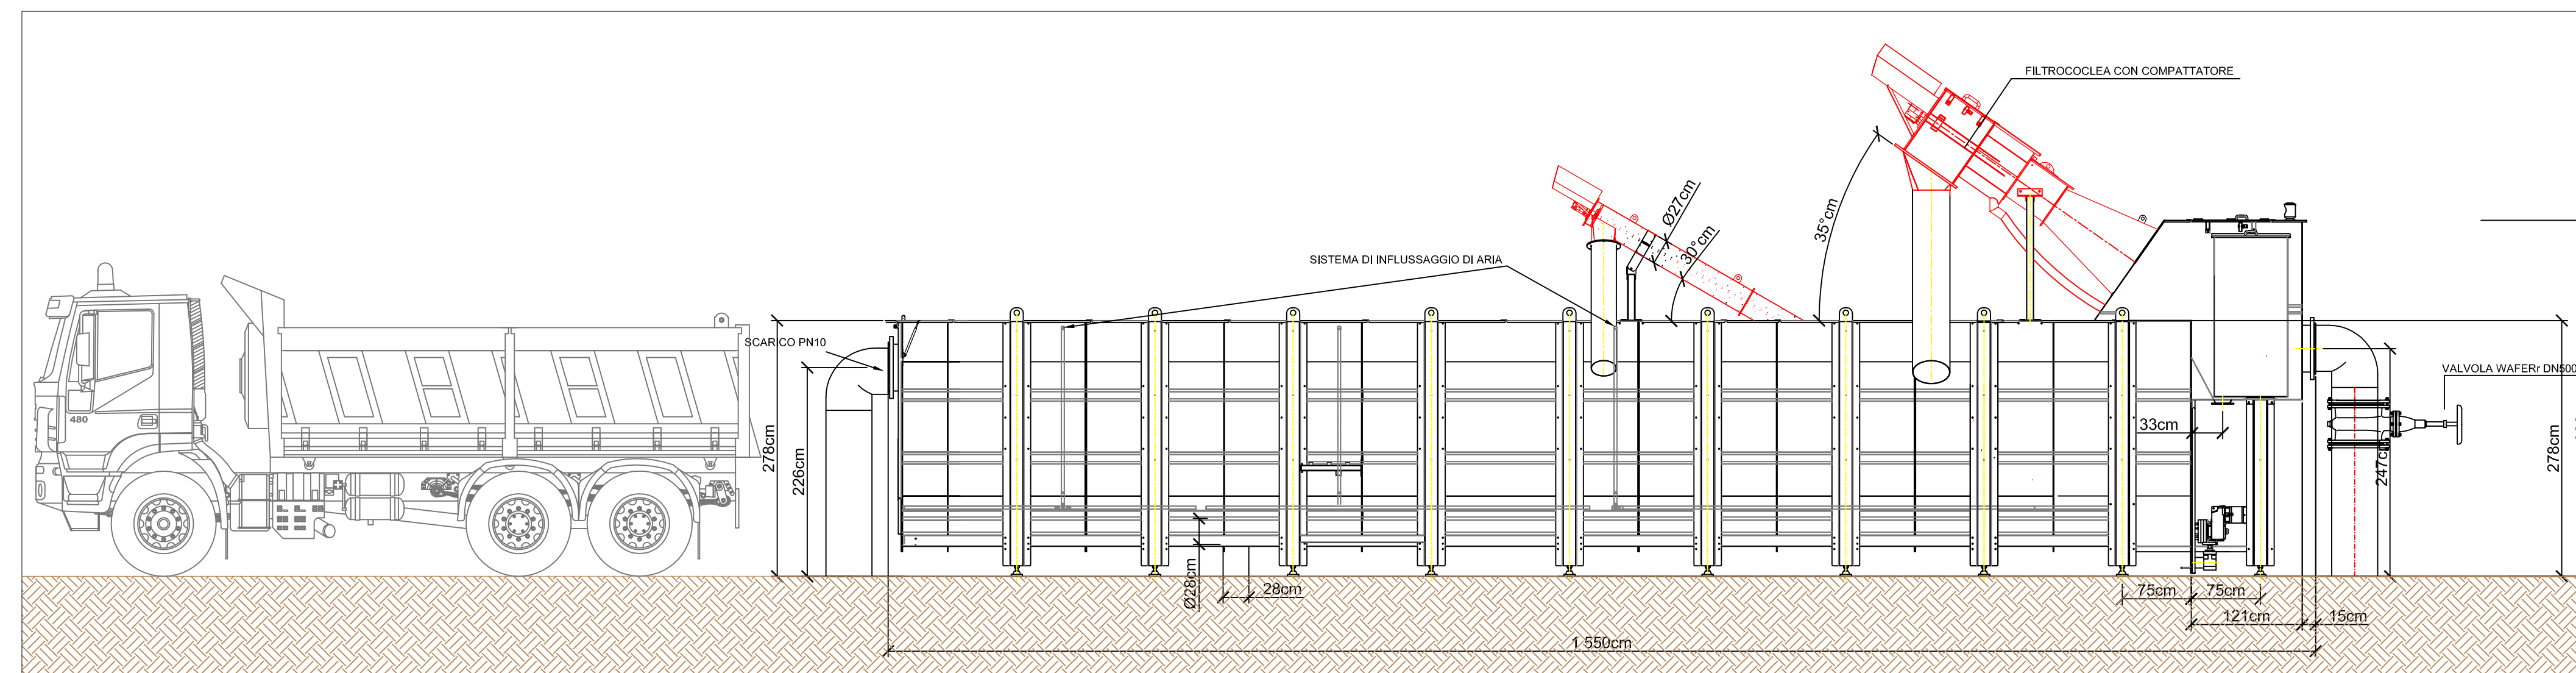 FILTROCOCLEA CON COMPATTATORE
Ø27cm
35°cm
30°cm
SISTEMA DI INFLUSSAGGIO DI ARIA
SCARICO PN10
VALVOLA WAFERr DN500
480
33cm
278cm
226cm
247cm
278cm
Ø28cm
28cm
75cm
75cm
121cm
15cm
1 550cm